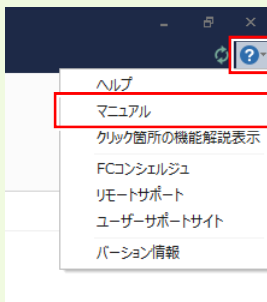 ヘルプ
マニュアル
クリック箇所の機能解説表示
FCコンシェルジュ
リモートサポート
ユーザーサポートサイト
バージョン情報